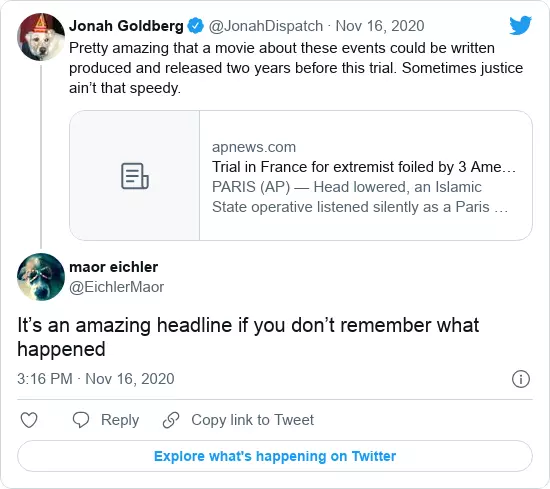 Jonah Goldberg @JonahDispatch · Nov 16, 2020
Pretty amazing that a movie about these events could be written
produced and released two years before this trial. Sometimes justice
ain’t that speedy.
apnews.com
Trial in France for extremist foiled by 3 Ame…
PARIS (AP) — Head lowered, an Islamic
State operative listened silently as a Paris …
maor eichler
@EichlerMaor
It’s an amazing headline if you don’t remember what
happened
3:16 PM · Nov 16, 2020
Reply
Copy link to Tweet
Explore what's happening on Twitter